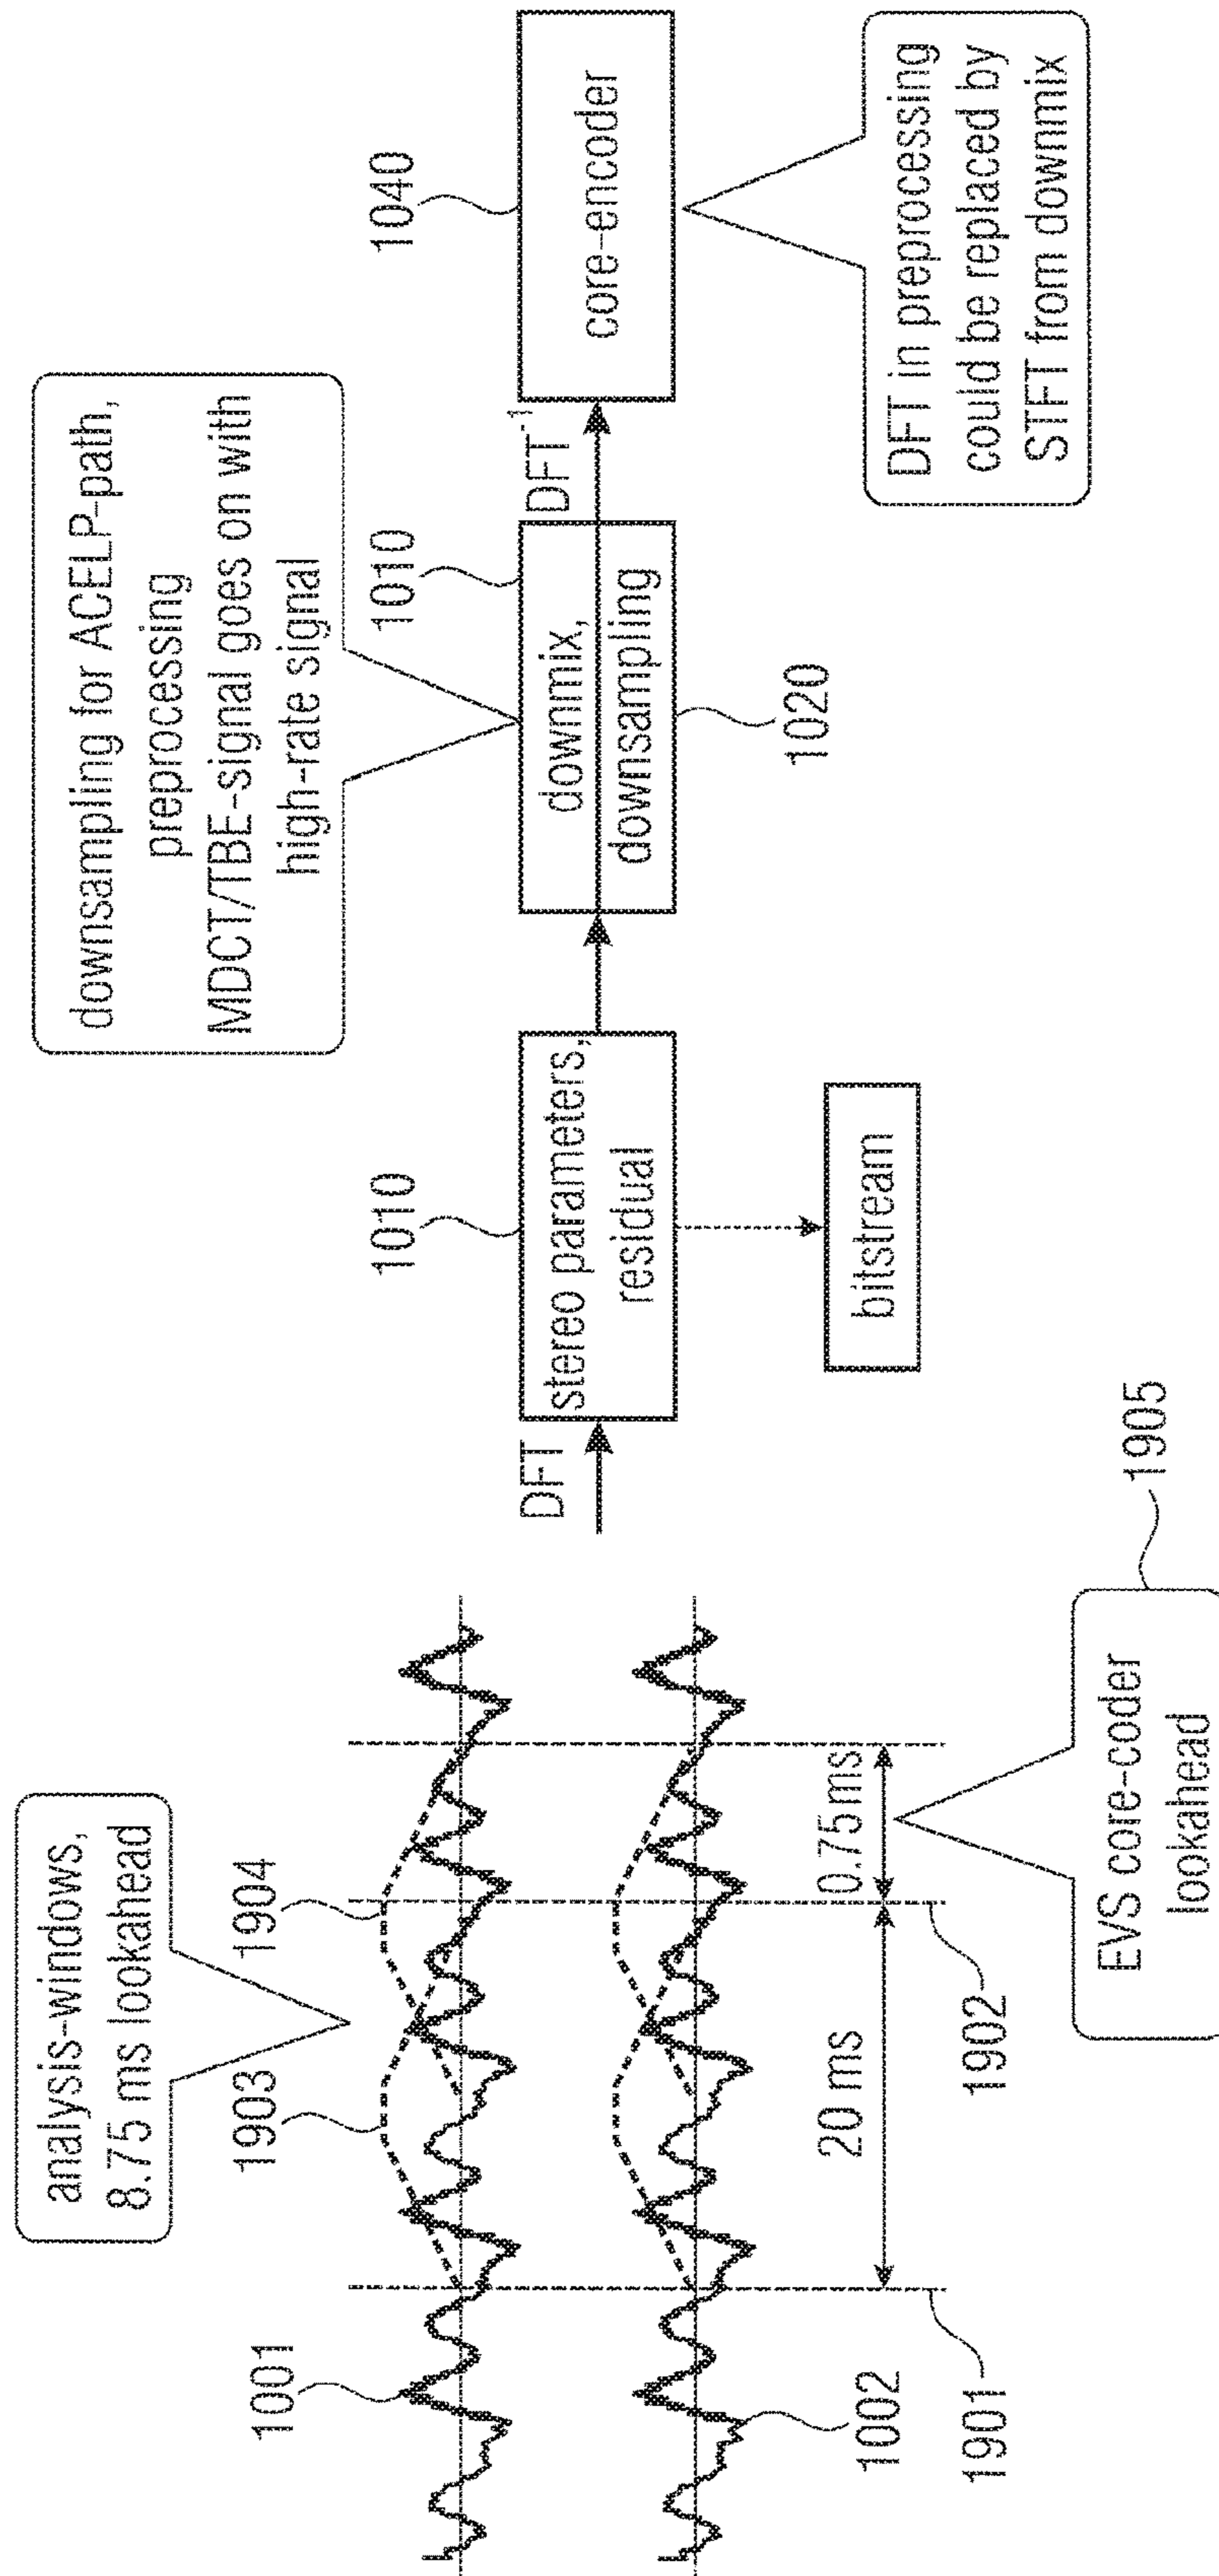 analysis-windows,
8.75 ms lookahead
1001
1903
1904
1002
1901
20 ms
1902
0.75ms
EVS core-coder
lookahead
1905
DFT
1010
stereo parameters,
residual
bitstream
downsampling for ACELP-path,
preprocessing
MDCT/TBE-signal goes on with
high-rate signal
1010
downmix,
downsampling
1020
DFT-1
1040
core-encoder
DFT in preprocessing
could be replaced by
STFT from downmix